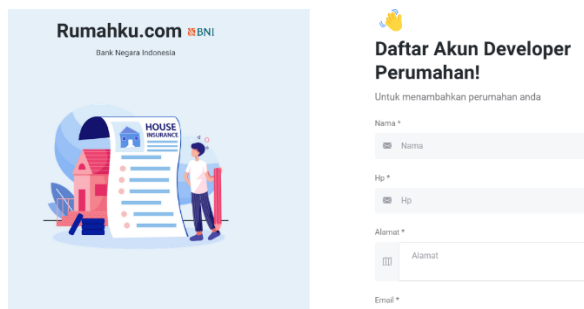 Rumahku.com BNI
Bank Negara Indonesia
HOUSE
INSURANCE
Daftar Akun Developer
Perumahan!
Untuk menambahkan perumahan anda
Nama *
Nama
Hp *
Hp
Alamat *
Alamat
Email *